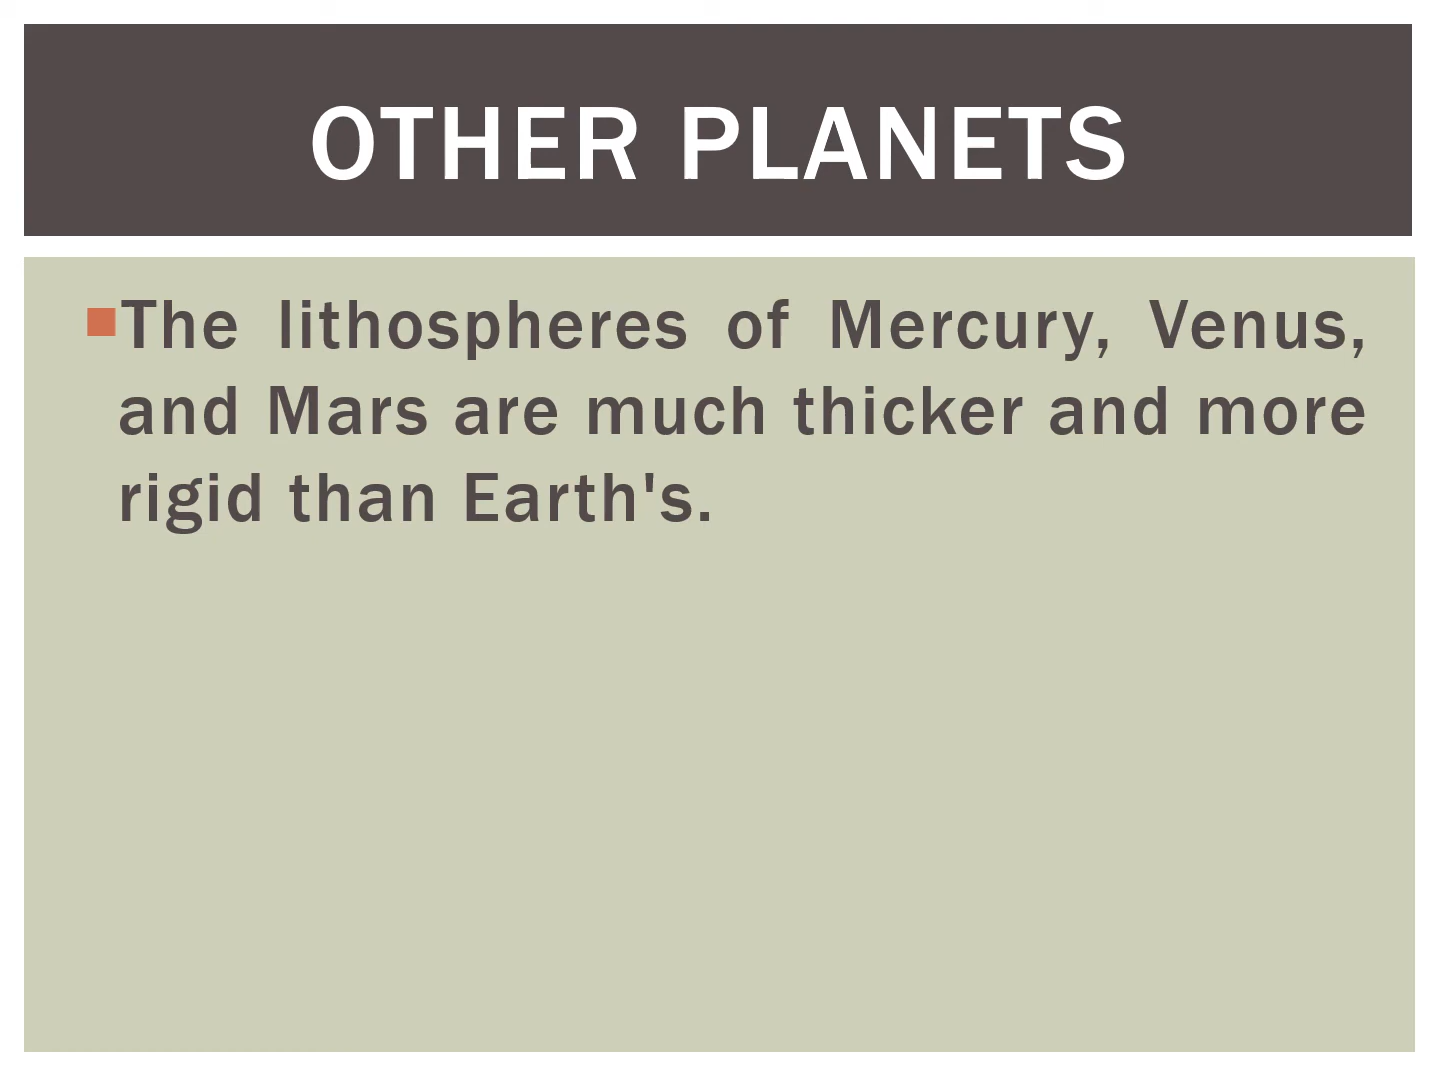 OTHER PLANETS
The lithospheres of Mercury, Venus,
and Mars are much thicker and more
rigid than Earth's.